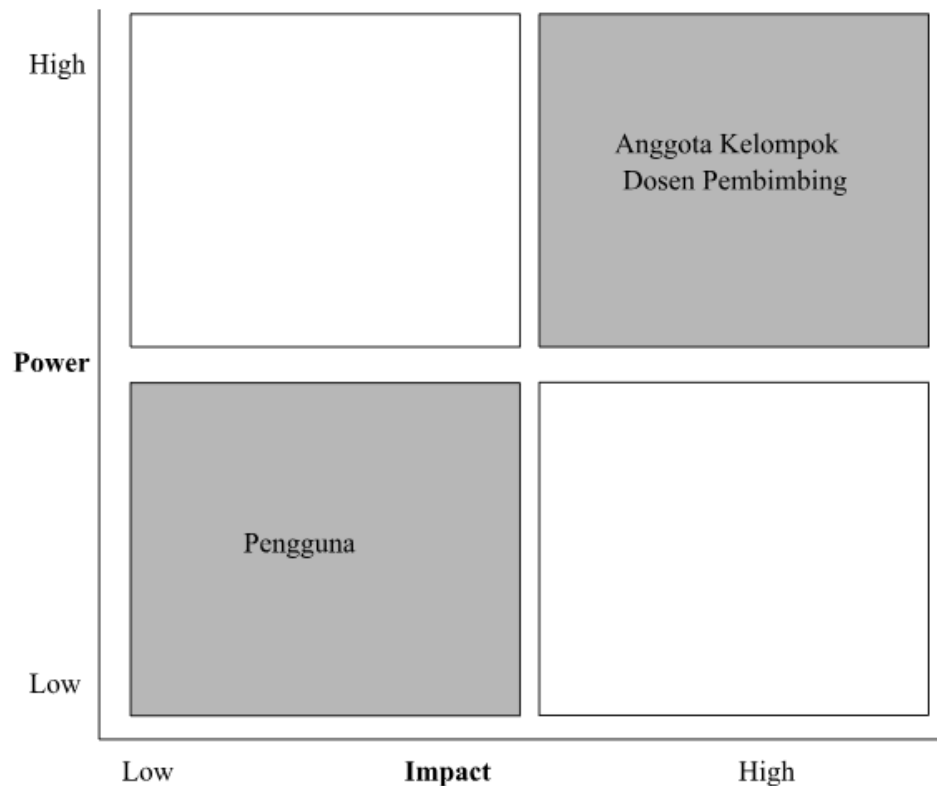 High
Anggota Kelompok
Dosen Pembimbing
Power
Pengguna
Low
Low
Impact
High